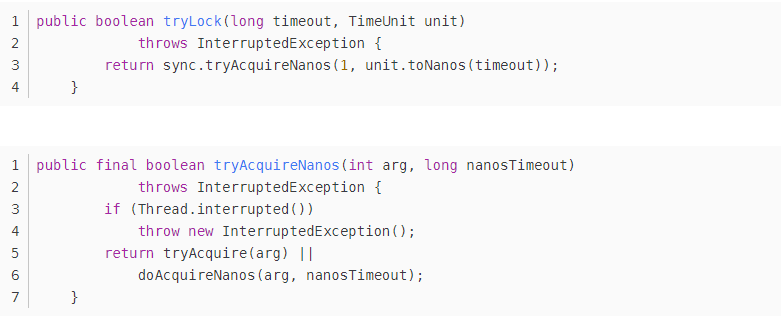 1 public boolean tryLock(long timeout, TimeUnit unit)
2             throws InterruptedException {
3         return sync.tryAcquireNanos(1, unit.toNanos(timeout));
4     }
1 public final boolean tryAcquireNanos(int arg, long nanosTimeout)
2             throws InterruptedException {
3         if (Thread.interrupted())
4             throw new InterruptedException();
5         return tryAcquire(arg) ||
6             doAcquireNanos(arg, nanosTimeout);
7     }